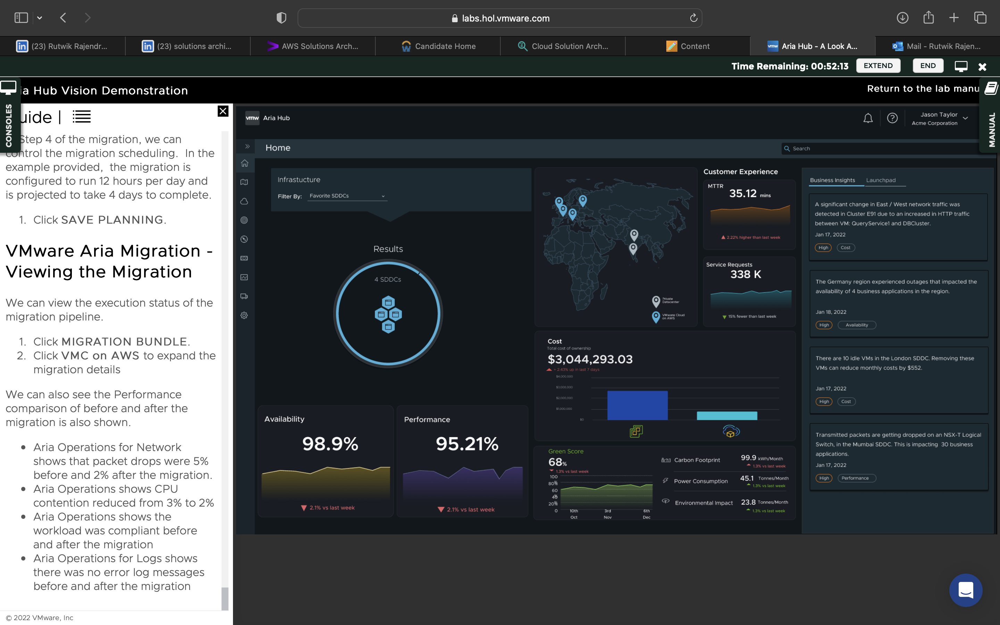 labs.hol.vmware.com
(23) Rutwik Rajendr...
(23) solutions archi...
AWS Solutions Arch...
Candidate Home
Cloud Solution Arch...
Content
vmw
Aria Hub - A Look A...
Mail - Rutwik Rajen...
Time Remaining: 00:52:13
EXTEND
END
CONSOLES
ia Hub Vision Demonstration
Return to the lab manu
MANUAL
uide |
Step 4 of the migration, we can
control the migration scheduling. In the
example provided, the migration is
configured to run 12 hours per day and
is projected to take 4 days to complete.
1. Click SAVE PLANNING.
VMware Aria Migration -
Viewing the Migration
We can view the execution status of the
migration pipeline.
1. Click MIGRATION BUNDLE.
2. Click VMC on AWS to expand the
migration details
We can also see the Performance
comparison of before and after the
migration is also shown.
Aria Operations for Network
shows that packet drops were 5%
before and 2% after the migration.
Aria Operations shows CPU
contention reduced from 3% to 2%
Aria Operations shows the
workload was compliant before
and after the migration
Aria Operations for Logs shows
there was no error log messages
before and after the migration
© 2022 VMware, Inc
vmw Aria Hub
Jason Taylor
Acme Corporation
Home
Search
Infrastucture
Filter By: Favorite SDDCs
Results
4 SDDCs
Availability
98.9%
2.1% vs last week
Performance
95.21%
2.1% vs last week
Private
Datacenter
VMware Cloud
on AWS
Customer Experience
MTTR
35.12 mins
2.22% higher than last week
Service Requests
338 K
15% fewer than last week
Cost
Total cost of ownership
$3,044,293.03
+ 2.43% up in last 7 days
$4,000,000
$3,000,000
$2,000,000
$1,000,000
$0
Green Score
68%
1.3% vs last week
100
80%
60
40
20%
0
10th
Oct
3rd
Nov
6th
Dec
Carbon Footprint
99.9 kWh/Month
1.3% vs last week
Power Consumption
45.1 Tonnes/Month
1.3% vs last week
Environmental Impact
23.8 Tonnes/Month
1.3% vs last week
Business Insights
Launchpad
A significant change in East / West network traffic was
detected in Cluster E91 due to an increased in HTTP traffic
between VM: QueryService1 and DBCluster.
Jan 17, 2022
High Cost
The Germany region experienced outages that impacted the
availability of 4 business applications in the region.
Jan 18, 2022
High Availability
There are 10 idle VMs in the London SDDC. Removing these
VMs can reduce monthly costs by $552.
Jan 17, 2022
High Cost
Transmitted packets are getting dropped on an NSX-T Logical
Switch, in the Mumbai SDDC. This is impacting 30 business
applications.
Jan 17, 2022
High Performance